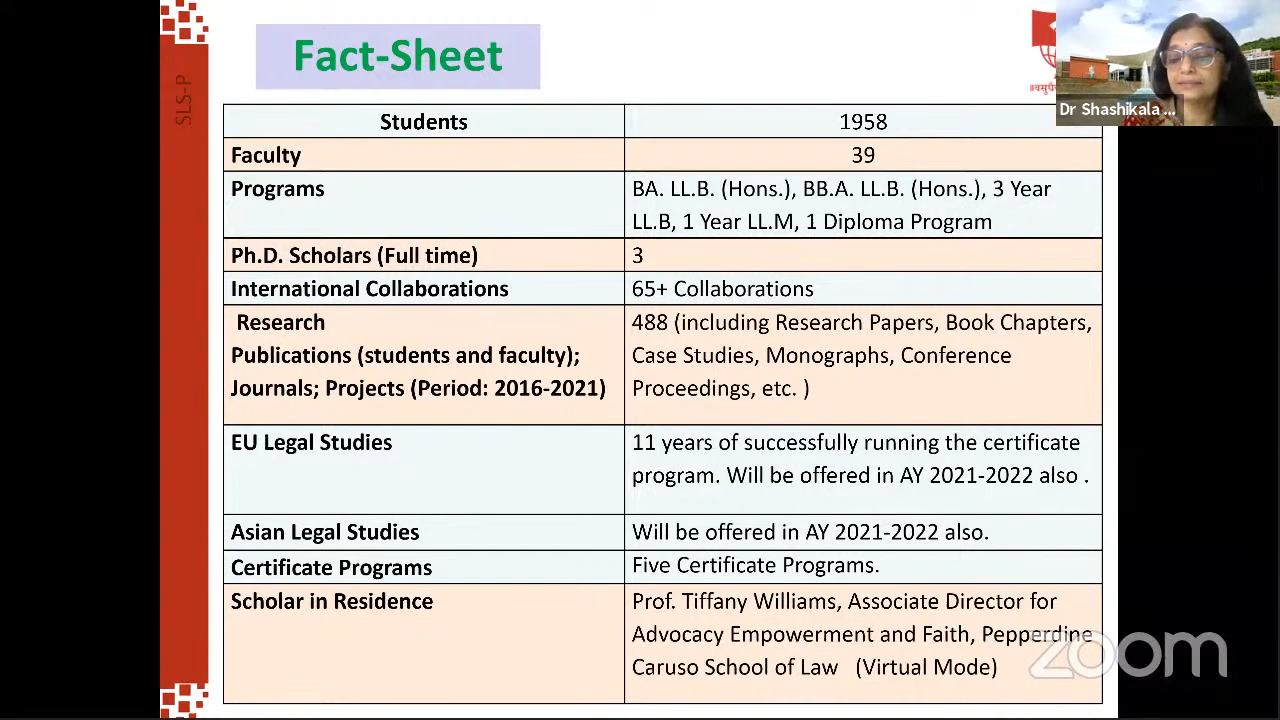 SLS-P
Fact-Sheet
॥वसुधै
Dr Shashikala ...
Students 1958
Faculty 39
Programs BA. LL.B. (Hons.), BB.A. LL.B. (Hons.), 3 Year
LL.B, 1 Year LL.M, 1 Diploma Program
Ph.D. Scholars (Full time) 3
International Collaborations 65+ Collaborations
Research 488 (including Research Papers, Book Chapters,
Publications (students and faculty); Case Studies, Monographs, Conference
Journals; Projects (Period: 2016-2021) Proceedings, etc. )
EU Legal Studies 11 years of successfully running the certificate
program. Will be offered in AY 2021-2022 also .
Asian Legal Studies Will be offered in AY 2021-2022 also.
Certificate Programs Five Certificate Programs.
Scholar in Residence Prof. Tiffany Williams, Associate Director for
Advocacy Empowerment and Faith, Pepperdine
Caruso School of Law (Virtual Mode)
zoom